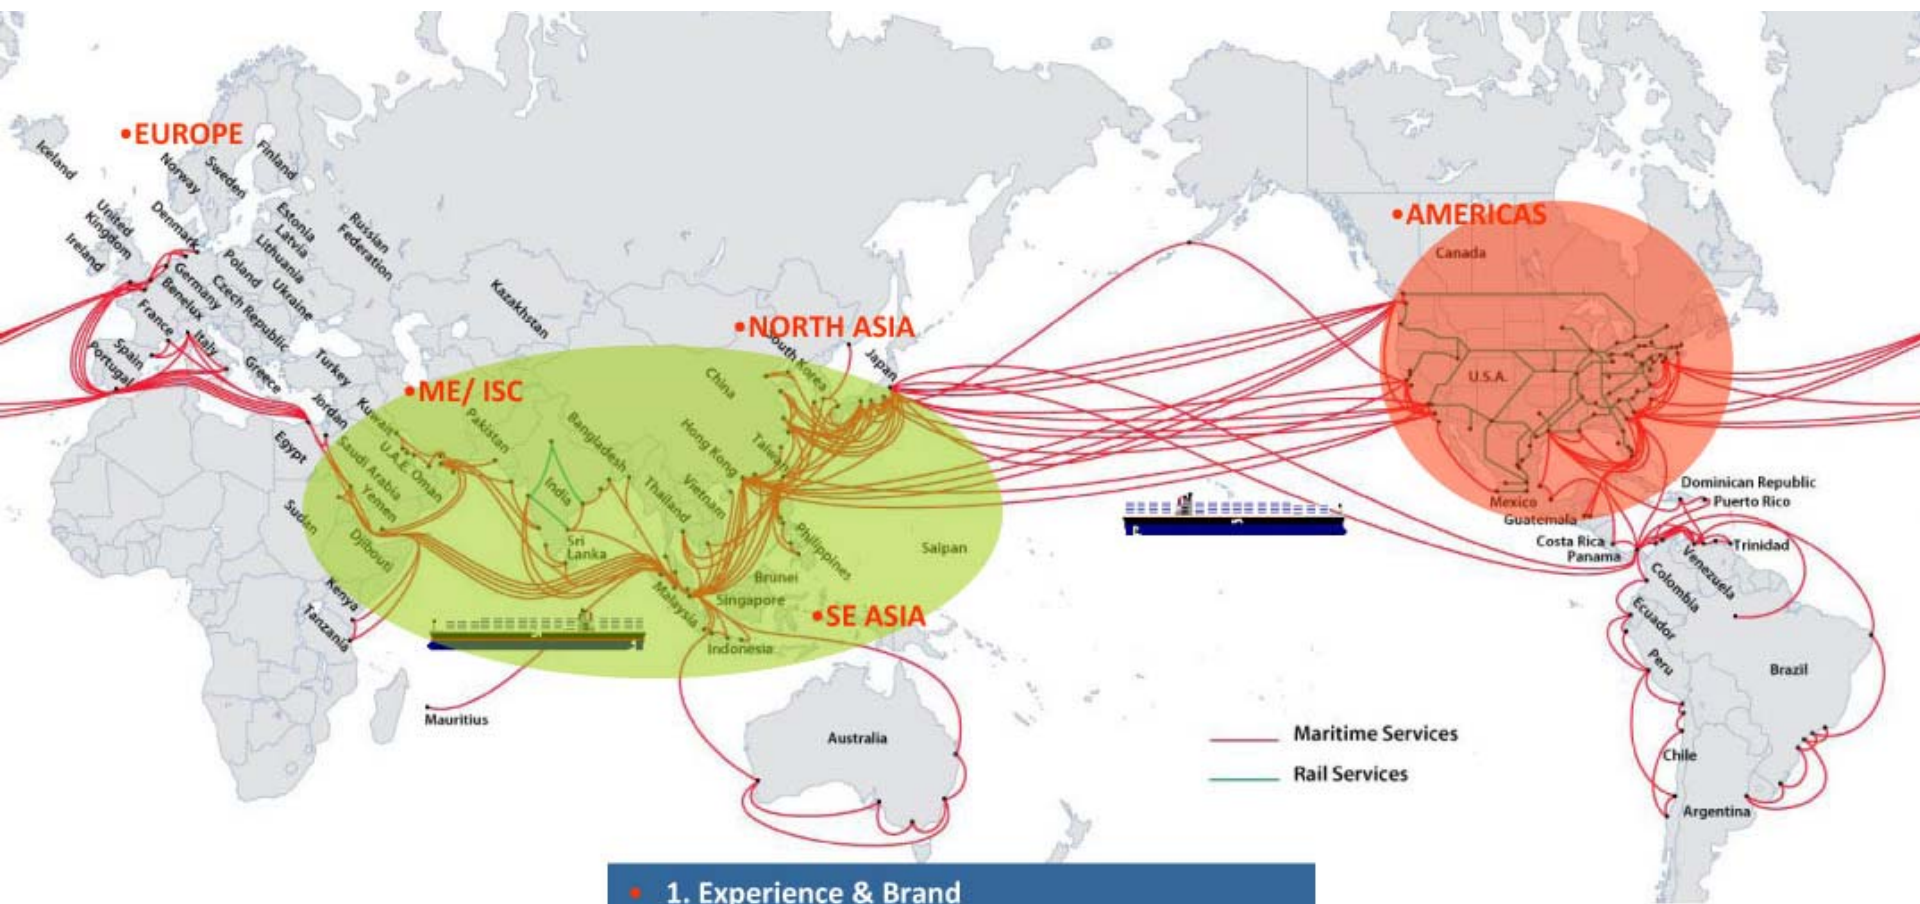 •EUROPE
Iceland
Norway
Sweden
Finland
Denmark
United
Kingdom
Ireland
Estonia
Latvia
Lithuania
Russian
Federation
Poland
Germany
Benelux
Czech Republic
Ukraine
France
Spain
Portugal
Italy
Greece
Turkey
Kazakhstan
•NORTH ASIA
South Korea
Japan
China
•ME/ ISC
Jordan
Kuwait
Egypt
Saudi Arabia
U.A.E.
Oman
Yemen
Pakistan
Bangladesh
India
Hong Kong
Taiwan
Thailand
Vietnam
Sudan
Djibouti
Kenya
Tanzania
Sri
Lanka
Philippines
Saipan
Brunei
Singapore
Malaysia
•SE ASIA
Indonesia
Mauritius
Australia
•AMERICAS
Canada
U.S.A.
Mexico
Guatemala
Dominican Republic
Puerto Rico
Costa Rica
Panama
Trinidad
Venezuela
Colombia
Ecuador
Peru
Brazil
Chile
Argentina
Maritime Services
Rail Services
• 1. Experience & Brand